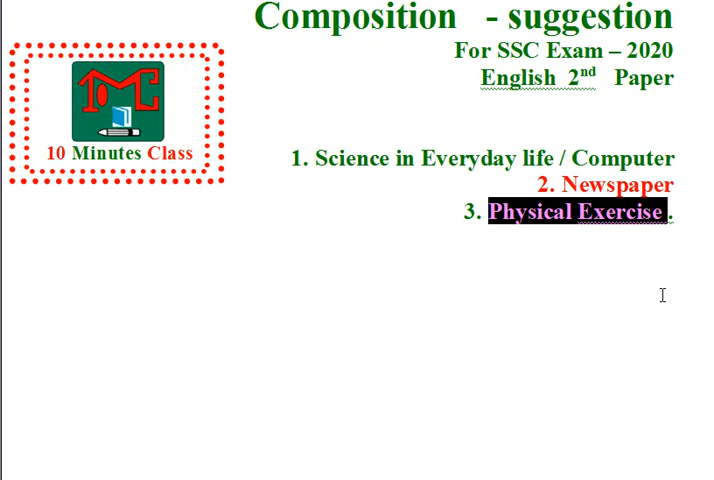 Composition - suggestion
For SSC Exam – 2020
English 2nd Paper
TMC
10 Minutes Class
1. Science in Everyday life / Computer
2. Newspaper
3. Physical Exercise .